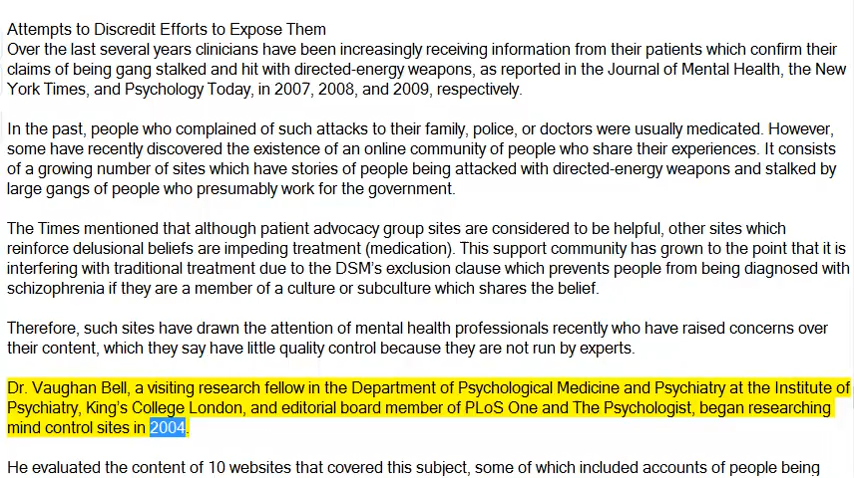 Attempts to Discredit Efforts to Expose Them
Over the last several years clinicians have been increasingly receiving information from their patients which confirm their
claims of being gang stalked and hit with directed-energy weapons, as reported in the Journal of Mental Health, the New
York Times, and Psychology Today, in 2007, 2008, and 2009, respectively.
In the past, people who complained of such attacks to their family, police, or doctors were usually medicated. However,
some have recently discovered the existence of an online community of people who share their experiences. It consists
of a growing number of sites which have stories of people being attacked with directed-energy weapons and stalked by
large gangs of people who presumably work for the government.
The Times mentioned that although patient advocacy group sites are considered to be helpful, other sites which
reinforce delusional beliefs are impeding treatment (medication). This support community has grown to the point that it is
interfering with traditional treatment due to the DSM's exclusion clause which prevents people from being diagnosed with
schizophrenia if they are a member of a culture or subculture which shares the belief.
Therefore, such sites have drawn the attention of mental health professionals recently who have raised concerns over
their content, which they say have little quality control because they are not run by experts.
Dr. Vaughan Bell, a visiting research fellow in the Department of Psychological Medicine and Psychiatry at the Institute of
Psychiatry, King's College London, and editorial board member of PLoS One and The Psychologist, began researching
mind control sites in 2004.
He evaluated the content of 10 websites that covered this subject, some of which included accounts of people being